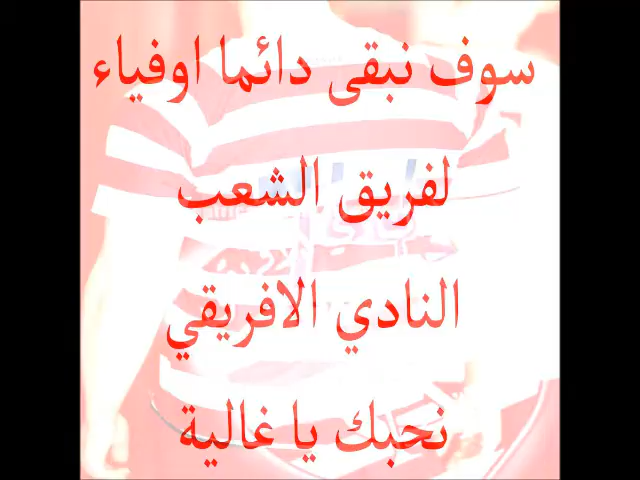 سوف نبقى دائما اوفياء
لفريق الشعب
النادي الافريقي
نحبك يا غالية